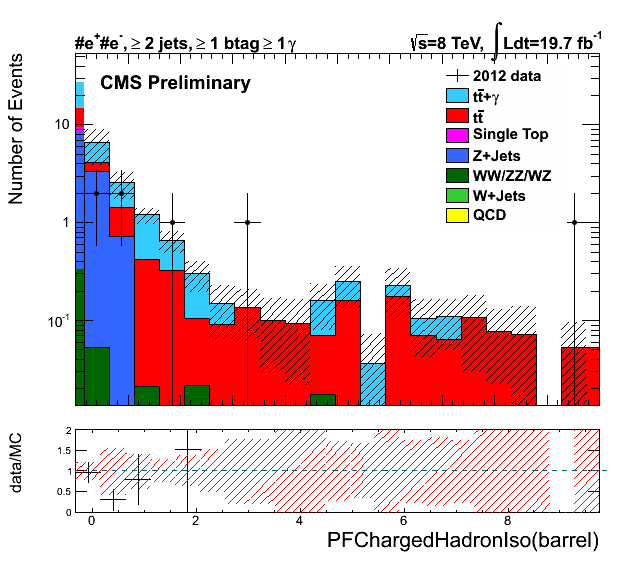 #e⁺#e⁻, ≥ 2 jets, ≥ 1 btag ≥ 1γ
√s=8 TeV, ∫ Ldt=19.7 fb⁻¹
CMS Preliminary
2012 data
tt̄+γ
tt̄
Single Top
Z+Jets
WW/ZZ/WZ
W+Jets
QCD
Number of Events
10
1
10⁻¹
data/MC
2
1.5
1
0.5
0
0 2 4 6 8
PFChargedHadronIso(barrel)